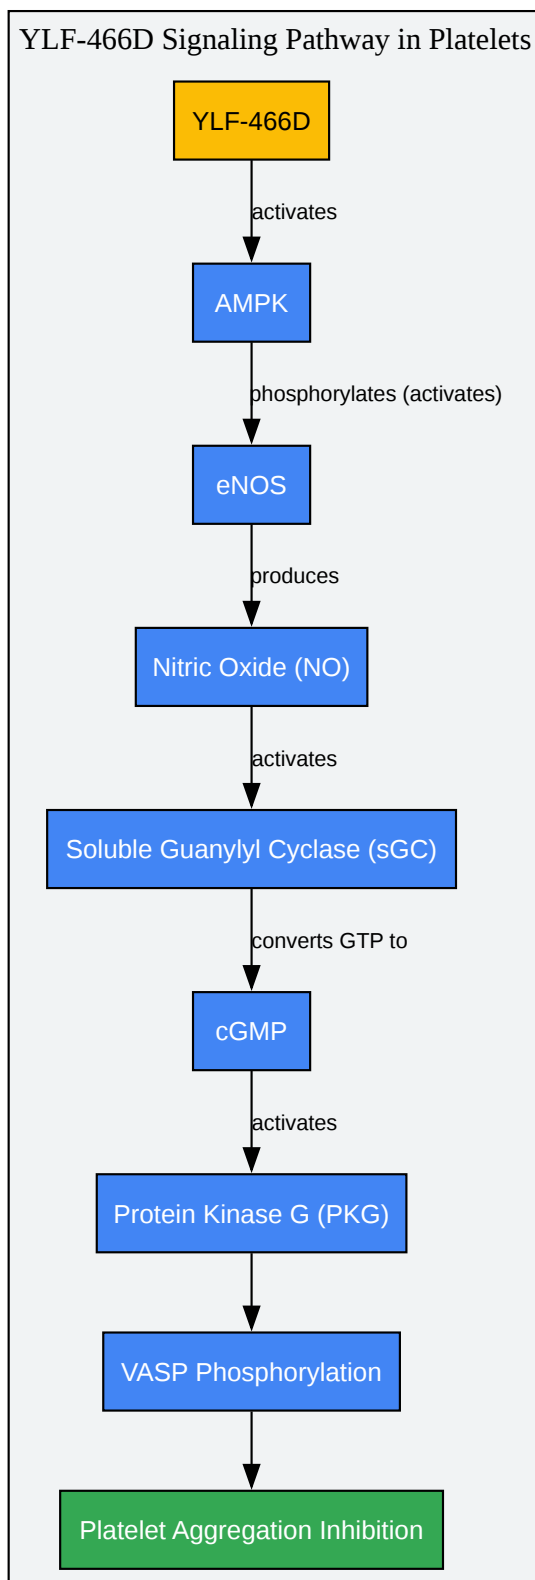 YLF-466D Signaling Pathway in Platelets
YLF-466D
activates
AMPK
phosphorylates (activates)
eNOS
produces
Nitric Oxide (NO)
activates
Soluble Guanylyl Cyclase (sGC)
converts GTP to
cGMP
activates
Protein Kinase G (PKG)
VASP Phosphorylation
Platelet Aggregation Inhibition